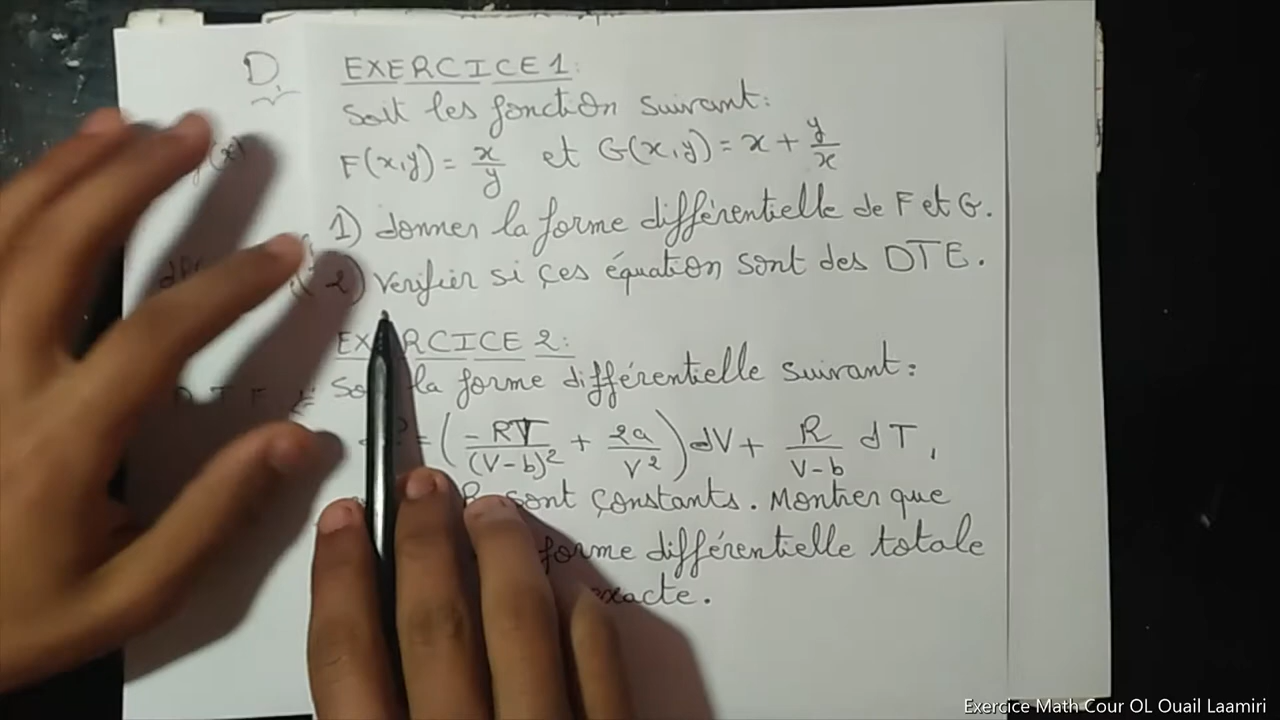 D.
EXERCICE 1:
Soit les fonction suivant:
F(x,y) = x/y et G(x,y) = x + y/x
1) donner la forme différentielle de F et G.
2) Verifier si çes équation sont des DTE.
EXERCICE 2:
la forme différentielle suivant:
= (-RT/(V-b)² + 2a/V²) dV + R/(V-b) dT,
R sont çonstants. Montrer que
forme différentielle totale
exacte.
Exercice Math Cour OL Ouail Laamiri